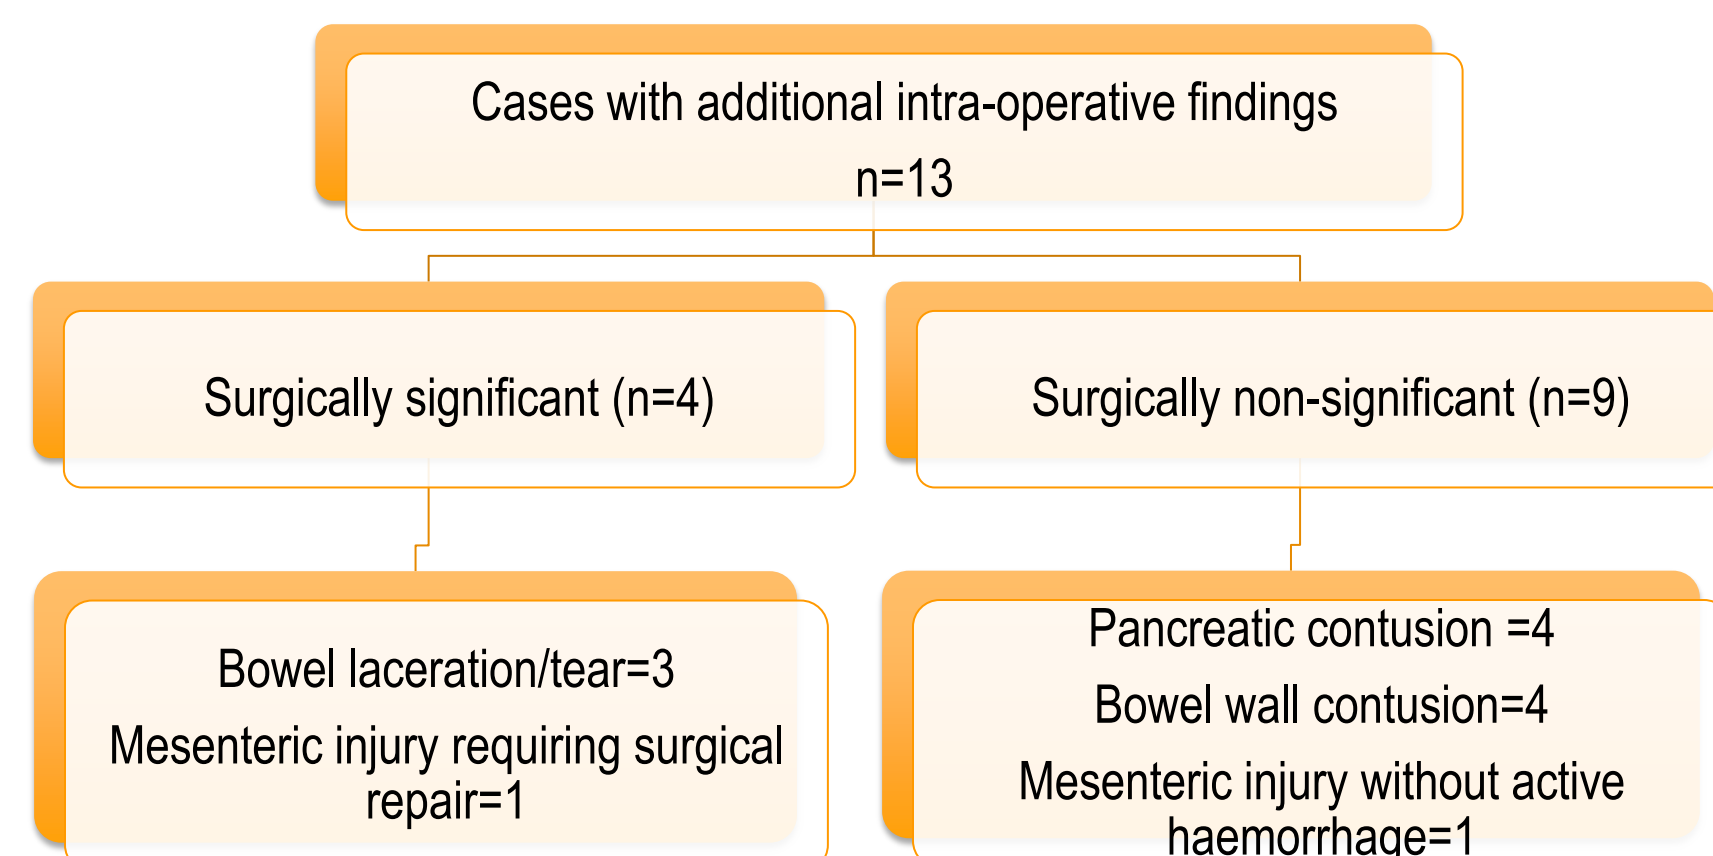 Cases with additional intra-operative findings
n=13
Surgically significant (n=4)
Surgically non-significant (n=9)
Bowel laceration/tear=3
Mesenteric injury requiring surgical
repair=1
Pancreatic contusion =4
Bowel wall contusion=4
Mesenteric injury without active
haemorrhage=1